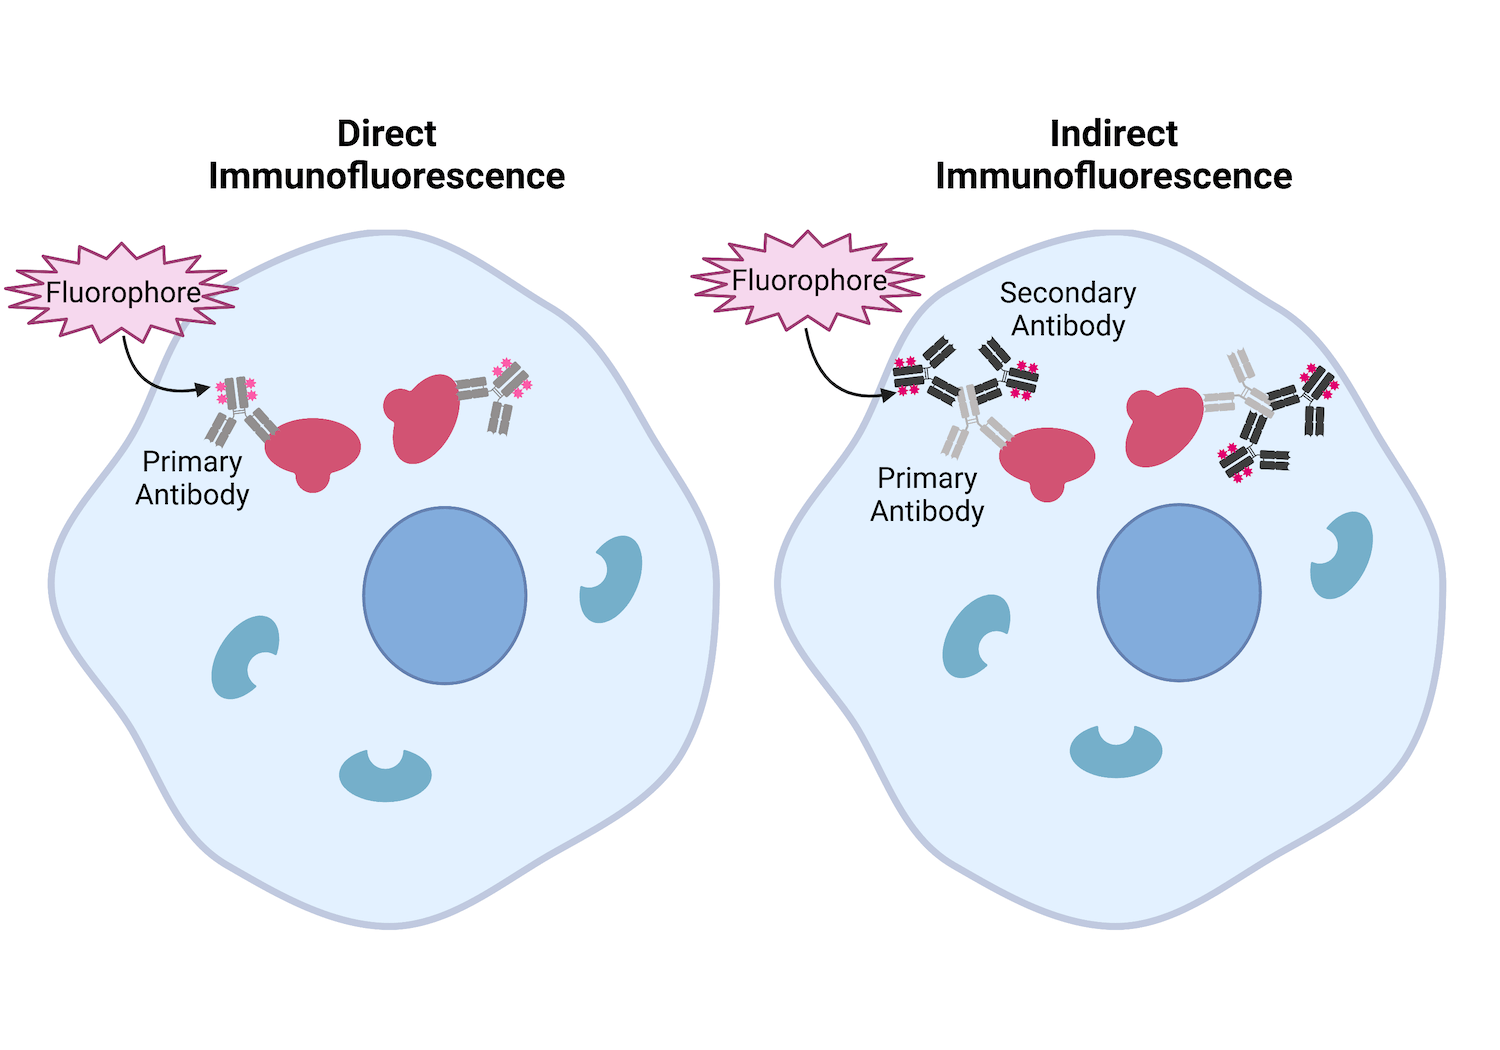 Direct
Immunofluorescence
Fluorophore
Primary
Antibody
Indirect
Immunofluorescence
Fluorophore
Secondary
Antibody
Primary
Antibody